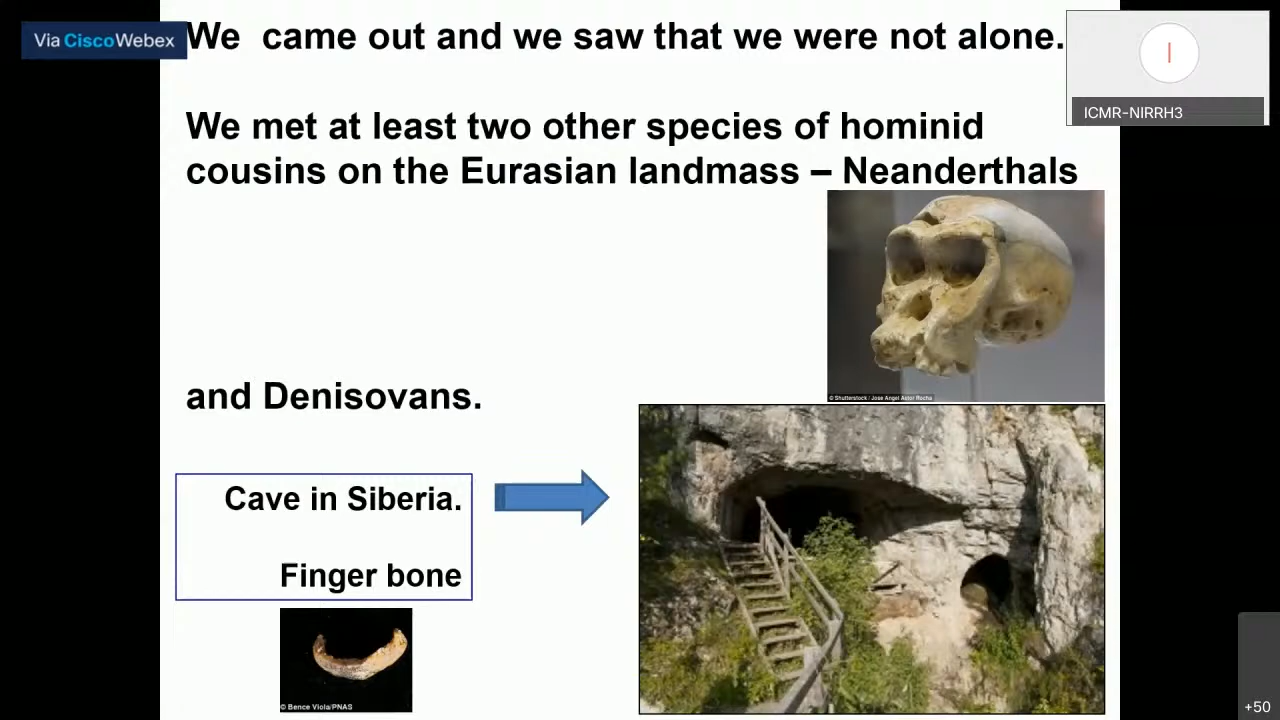 Via CiscoWebex
We came out and we saw that we were not alone.
ICMR-NIRRH3
We met at least two other species of hominid
cousins on the Eurasian landmass – Neanderthals
© Shutterstock / Jose Angel Astor Rocha
and Denisovans.
Cave in Siberia.
Finger bone
© Bence Viola/PNAS
+50